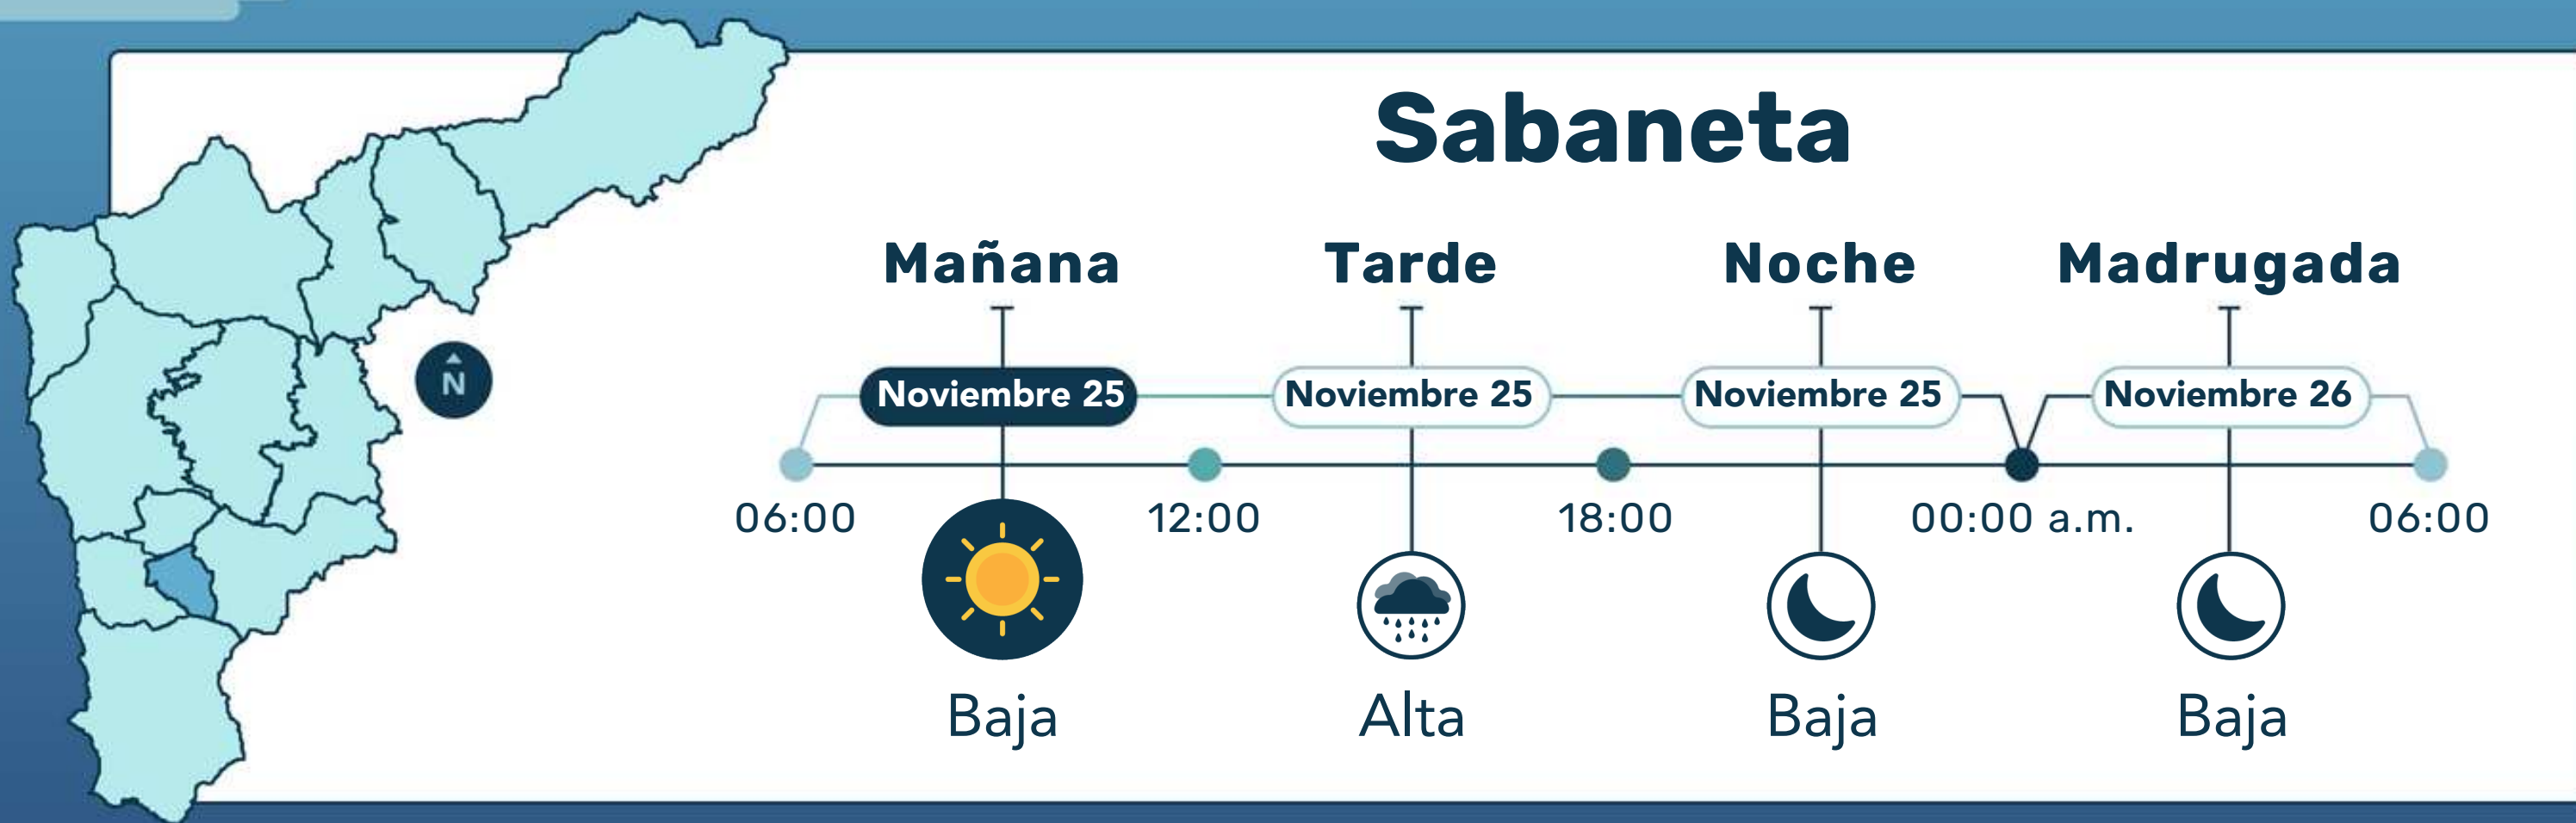 Sabaneta
Mañana Tarde Noche Madrugada
N
Noviembre 25 Noviembre 25 Noviembre 25 Noviembre 26
06:00 12:00 18:00 00:00 a.m. 06:00
Baja Alta Baja Baja